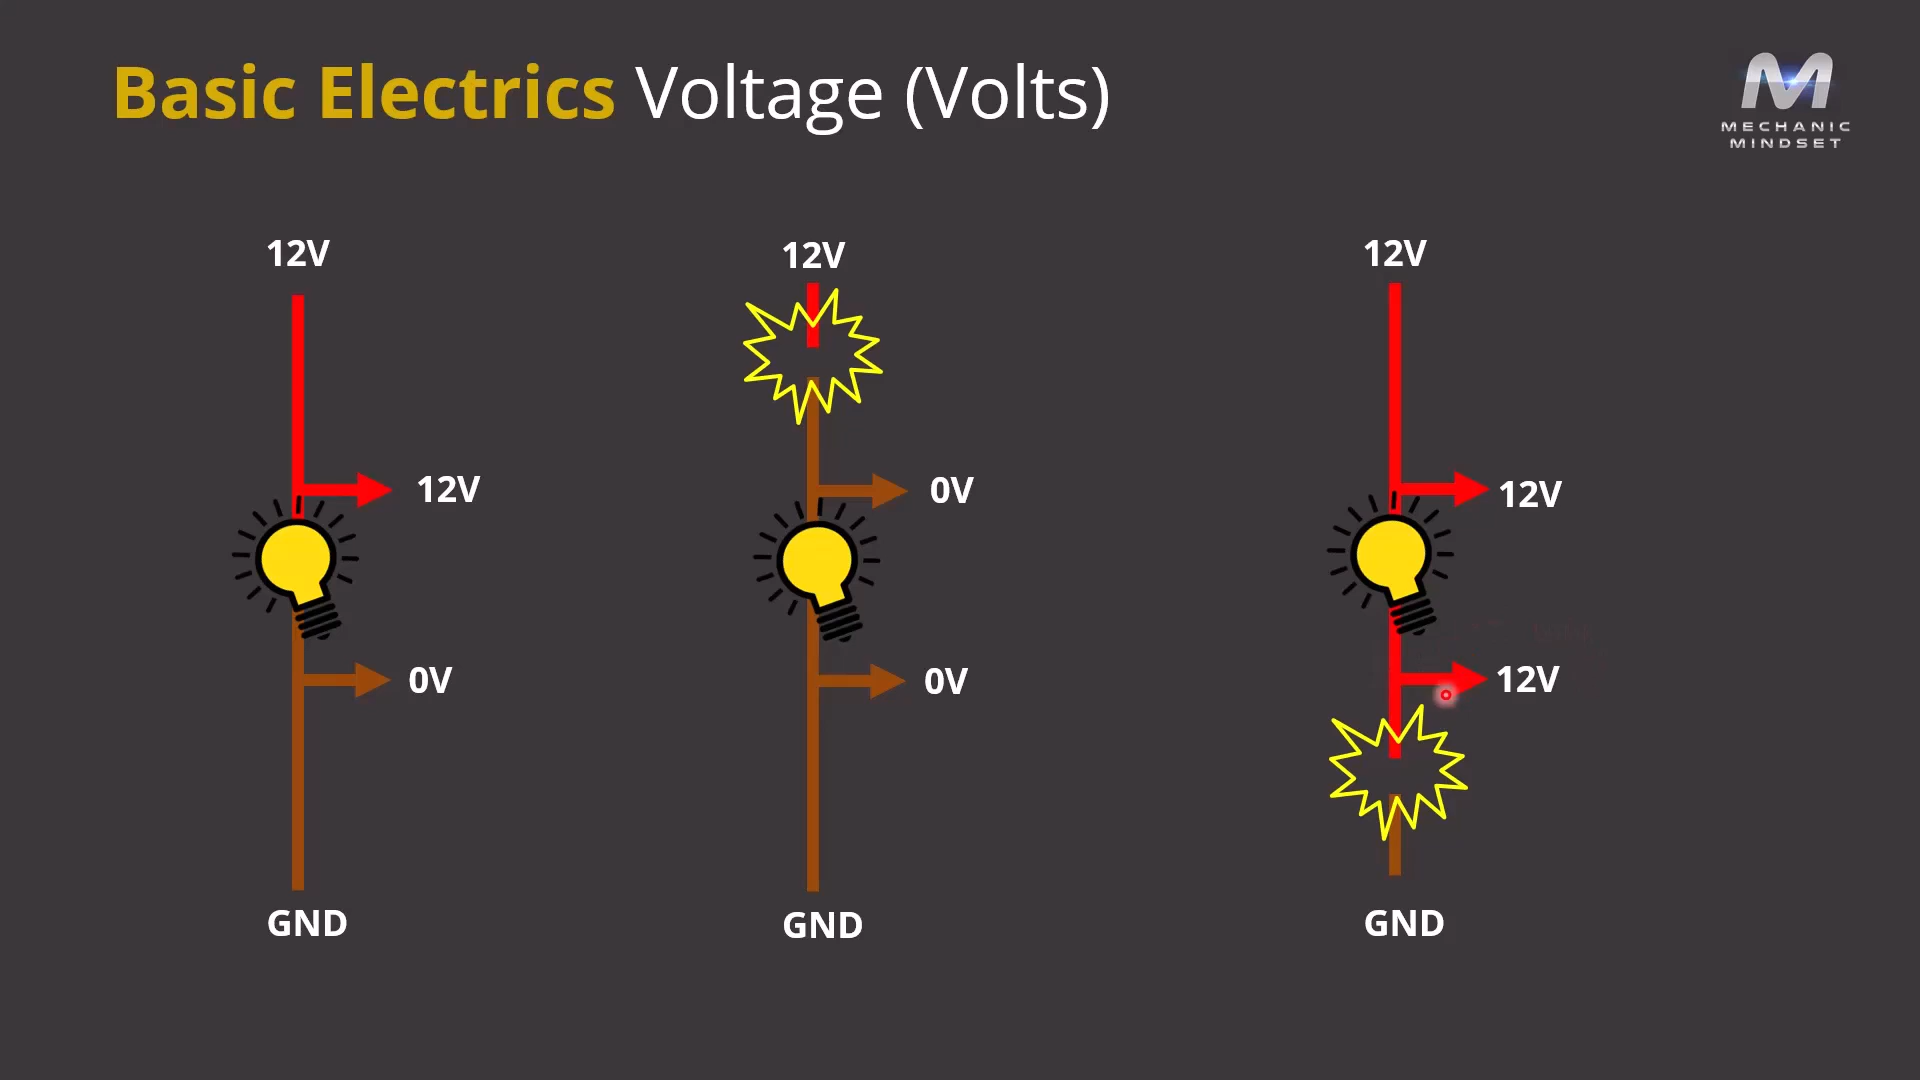 Basic Electrics Voltage (Volts)
MECHANIC
MINDSET
12V
12V
12V
12V
0V
12V
0V
0V
12V
GND
GND
GND